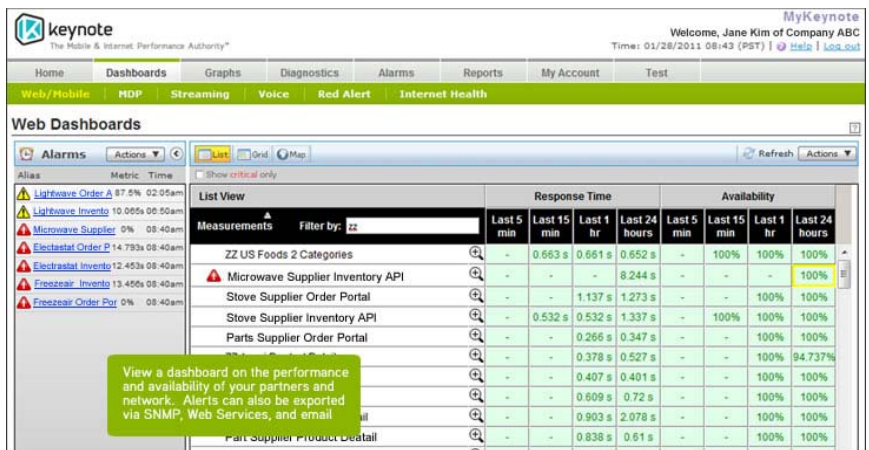 keynote
The Mobile & Internet Performance Authority™
MyKeynote
Welcome, Jane Kim of Company ABC
Time: 01/28/2011 08:43 (PST) | Help | Log out
Home Dashboards Graphs Diagnostics Alarms Reports My Account Test
Web/Mobile MDP Streaming Voice Red Alert Internet Health
Web Dashboards
?
Alarms Actions
List Grid Map Refresh Actions
Alias Metric Time
Show critical only
Lightwave Order A 87.5% 02:05am
Lightwave Invento 10.065s 06:50am
Microwave Supplier 0% 08:40am
Electastat Order P 14.793s 08:40am
Electrastat Invento 12.453s 08:40am
Freezeair Invento 13.456s 08:40am
Freezeair Order Por 0% 08:40am
List View Response Time Availability
Measurements Filter by: zz Last 5 min Last 15 min Last 1 hr Last 24 hours Last 5 min Last 15 min Last 1 hr Last 24 hours
ZZ US Foods 2 Categories - 0.663 s 0.661 s 0.652 s - 100% 100% 100%
Microwave Supplier Inventory API - - - 8.244 s - - - 100%
Stove Supplier Order Portal - - 1.137 s 1.273 s - - 100% 100%
Stove Supplier Inventory API - 0.532 s 0.532 s 1.337 s - 100% 100% 100%
Parts Supplier Order Portal - - 0.266 s 0.347 s - - 100% 100%
- - 0.378 s 0.527 s - - 100% 94.737%
- - 0.407 s 0.401 s - - 100% 100%
- - 0.609 s 0.72 s - - 100% 100%
- - 0.903 s 2.078 s - - 100% 100%
Part Supplier Product Deatail - - 0.838 s 0.61 s - - 100% 100%
View a dashboard on the performance
and availability of your partners and
network. Alerts can also be exported
via SNMP, Web Services, and email